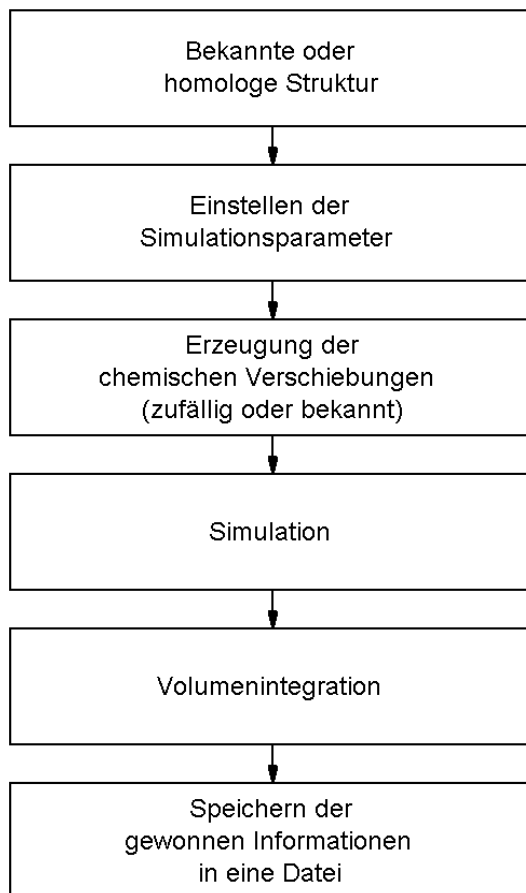 Bekannte oder
homologe Struktur
Einstellen der
Simulationsparameter
Erzeugung der
chemischen Verschiebungen
(zufällig oder bekannt)
Simulation
Volumenintegration
Speichern der
gewonnen Informationen
in eine Datei